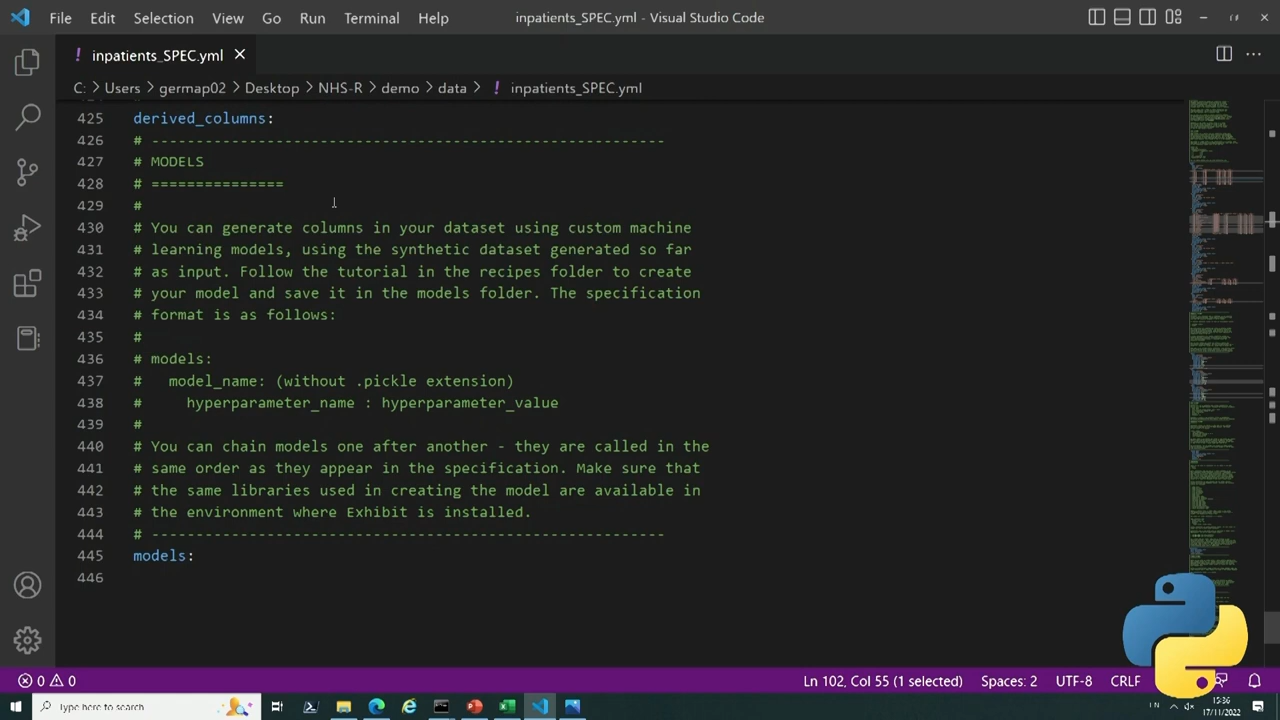 File Edit Selection View Go Run Terminal Help inpatients_SPEC.yml - Visual Studio Code
! inpatients_SPEC.yml ×
C: > Users > germap02 > Desktop > NHS-R > demo > data > ! inpatients_SPEC.yml
425 derived_columns:
426 # ----------------------------------------------------------
427 # MODELS
428 # ===============
429 #
430 # You can generate columns in your dataset using custom machine
431 # learning models, using the synthetic dataset generated so far
432 # as input. Follow the tutorial in the recipes folder to create
433 # your model and save it in the models folder. The specification
434 # format is as follows:
435 #
436 # models:
437 #   model_name: (without .pickle extension)
438 #     hyperparameter_name : hyperparameter_value
439 #
440 # You can chain models one after another - they are called in the
441 # same order as they appear in the specification. Make sure that
442 # the same libraries used in creating the model are available in
443 # the environment where Exhibit is installed.
444 # ----------------------------------------------------------
445 models:
446
0 0 Ln 102, Col 55 (1 selected) Spaces: 2 UTF-8 CRLF
Type here to search
EN 15:36
17/11/2022